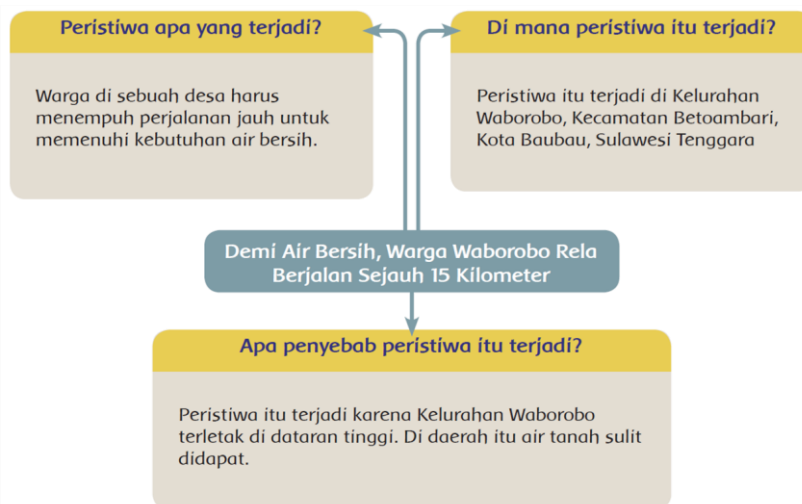 Peristiwa apa yang terjadi?
Warga di sebuah desa harus
menempuh perjalanan jauh untuk
memenuhi kebutuhan air bersih.
Di mana peristiwa itu terjadi?
Peristiwa itu terjadi di Kelurahan
Waborobo, Kecamatan Betoambari,
Kota Baubau, Sulawesi Tenggara
Demi Air Bersih, Warga Waborobo Rela
Berjalan Sejauh 15 Kilometer
Apa penyebab peristiwa itu terjadi?
Peristiwa itu terjadi karena Kelurahan Waborobo
terletak di dataran tinggi. Di daerah itu air tanah sulit
didapat.